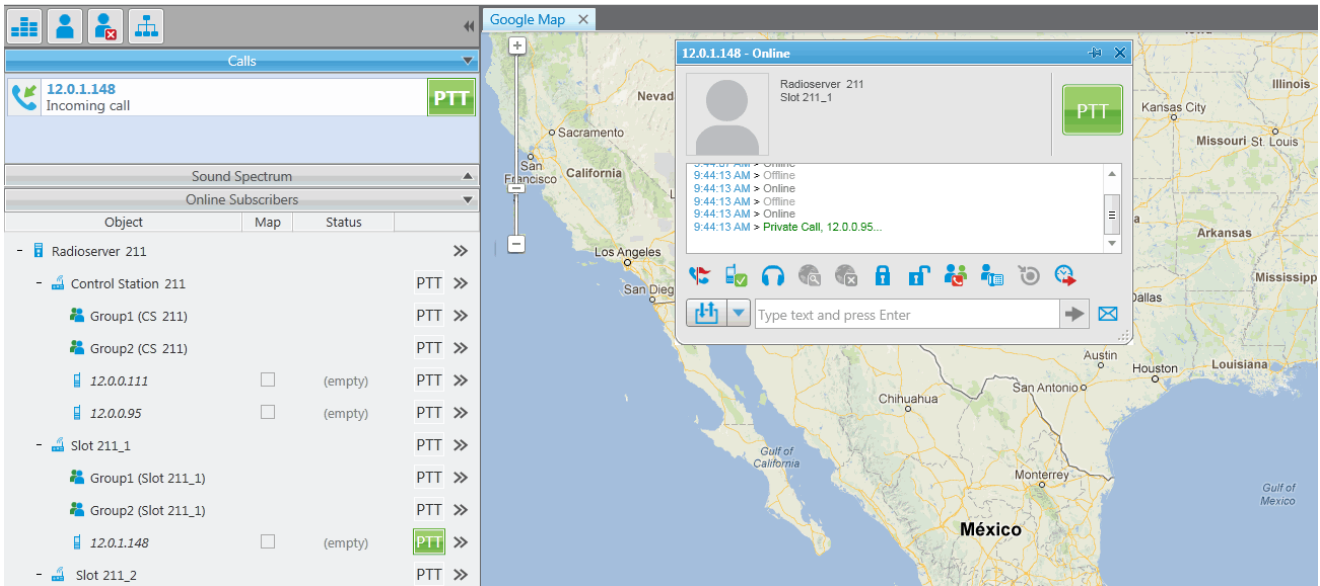 Calls
12.0.1.148
Incoming call
PTT
Sound Spectrum
Online Subscribers
Object Map Status
Radioserver 211
Control Station 211 PTT
Group1 (CS 211) PTT
Group2 (CS 211) PTT
12.0.0.111 (empty) PTT
12.0.0.95 (empty) PTT
Slot 211_1 PTT
Group1 (Slot 211_1) PTT
Group2 (Slot 211_1) PTT
12.0.1.148 (empty) PTT
Slot 211_2 PTT
Google Map
12.0.1.148 - Online
Radioserver 211
Slot 211_1
PTT
9:44:13 AM > Offline
9:44:13 AM > Online
9:44:13 AM > Offline
9:44:13 AM > Online
9:44:13 AM > Private Call, 12.0.0.95...
Type text and press Enter
Nevad
Sacramento
San Francisco
California
Los Angeles
San Dieg
Illinois
Kansas City
Missouri
St. Louis
Arkansas
Mississipp
Dallas
Austin
Houston
Louisiana
San Antonio
Chihuahua
Gulf of
California
Monterrey
Gulf of
Mexico
México